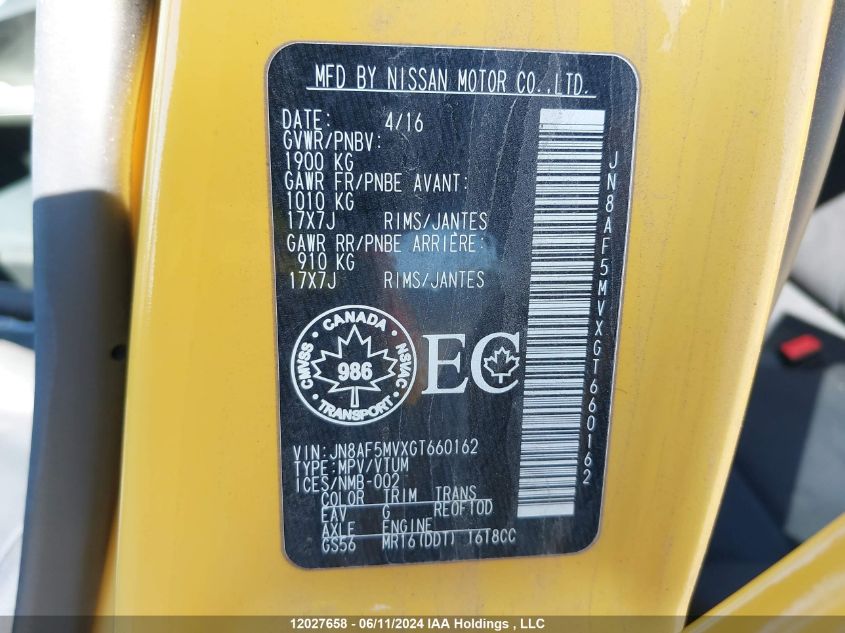 MFD BY NISSAN MOTOR CO.,LTD.
DATE: 4/16
GVWR/PNBV:
1900 KG
GAWR FR/PNBE AVANT:
1010 KG
17X7J RIMS/JANTES
GAWR RR/PNBE ARRIÈRE:
910 KG
17X7J RIMS/JANTES
CANADA
CMVSS 986 NSVAC
TRANSPORT
EC
VIN:JN8AF5MVXGT660162
TYPE:MPV/VTUM
ICES/NMB-002
COLOR TRIM TRANS
EAV G RE0F10D
AXLE ENGINE
GS56 MR16(DDT) 16T8CC
JN8AF5MVXGT660162
12027658 - 06/11/2024 IAA Holdings , LLC